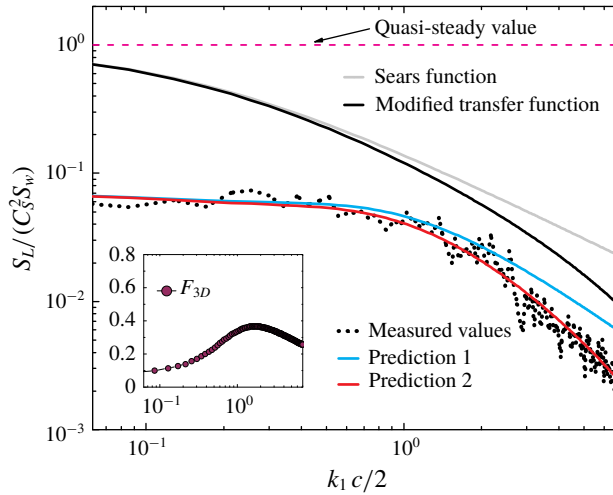 Quasi-steady value
10^0
Sears function
Modified transfer function
10^-1
S_L/(C_Ŝ^2 S_w)
0.8
F_3D
0.6
0.4
0.2
0
10^-1 10^0
10^-2
Measured values
Prediction 1
Prediction 2
10^-3
10^-1 10^0
k_1 c/2